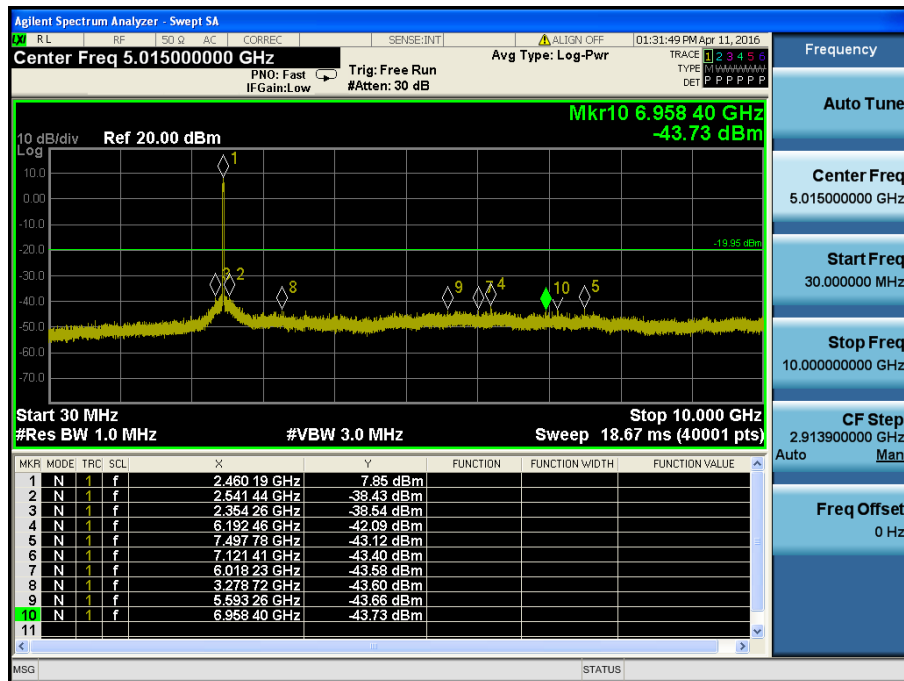 Agilent Spectrum Analyzer - Swept SA
LXI RL RF 50 Ω AC CORREC SENSE:INT ALIGN OFF 01:31:49 PM Apr 11, 2016
Center Freq 5.015000000 GHz
PNO: Fast
IFGain:Low
Trig: Free Run
#Atten: 30 dB
Avg Type: Log-Pwr
TRACE 1 2 3 4 5 6
TYPE M WWWWW
DET P P P P P P
Mkr10 6.958 40 GHz
-43.73 dBm
10 dB/div Ref 20.00 dBm
Log
10.0
0.00
-10.0
-20.0
-30.0
-40.0
-50.0
-60.0
-70.0
-19.95 dBm
1
3 2
8
9
7 4
10
5
Start 30 MHz Stop 10.000 GHz
#Res BW 1.0 MHz #VBW 3.0 MHz Sweep 18.67 ms (40001 pts)
MKR MODE TRC SCL X Y FUNCTION FUNCTION WIDTH FUNCTION VALUE
1 N 1 f 2.460 19 GHz 7.85 dBm
2 N 1 f 2.541 44 GHz -38.43 dBm
3 N 1 f 2.354 26 GHz -38.54 dBm
4 N 1 f 6.192 46 GHz -42.09 dBm
5 N 1 f 7.497 78 GHz -43.12 dBm
6 N 1 f 7.121 41 GHz -43.40 dBm
7 N 1 f 6.018 23 GHz -43.58 dBm
8 N 1 f 3.278 72 GHz -43.60 dBm
9 N 1 f 5.593 26 GHz -43.66 dBm
10 N 1 f 6.958 40 GHz -43.73 dBm
11
MSG STATUS
Frequency
Auto Tune
Center Freq
5.015000000 GHz
Start Freq
30.000000 MHz
Stop Freq
10.000000000 GHz
CF Step
2.913900000 GHz
Auto Man
Freq Offset
0 Hz